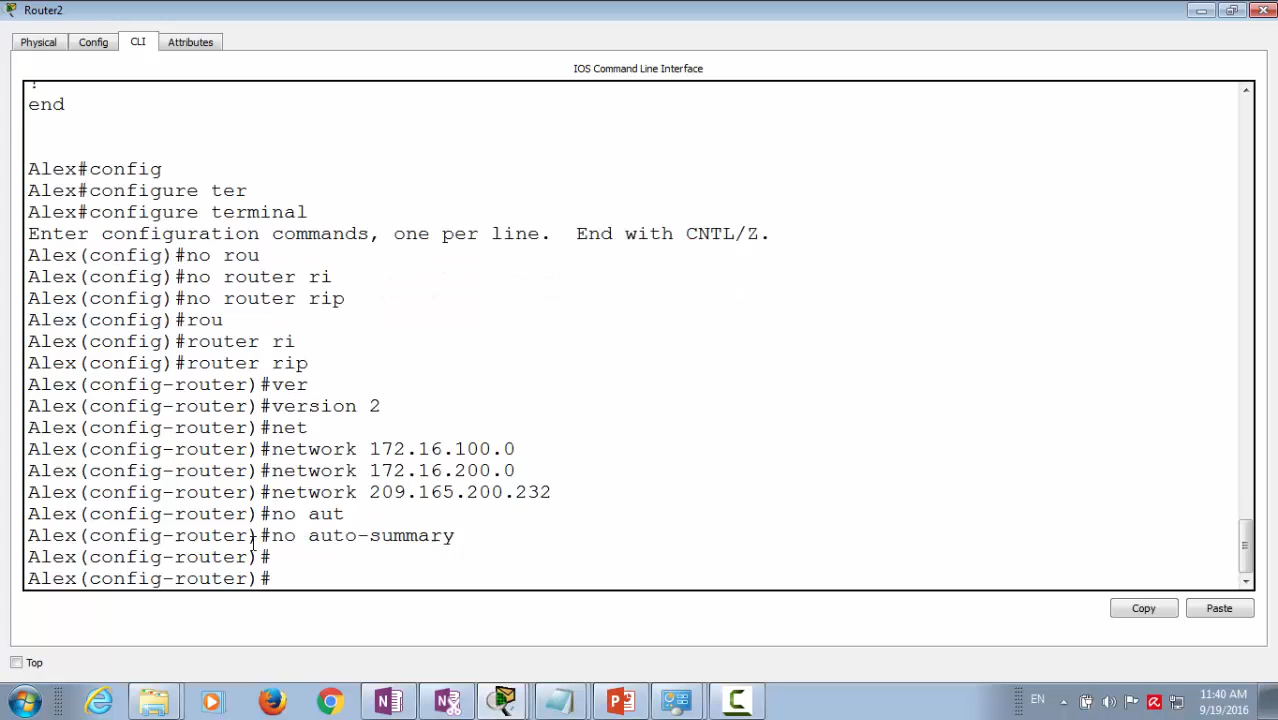 Router2
Physical Config CLI Attributes
IOS Command Line Interface
!
end
Alex#config
Alex#configure ter
Alex#configure terminal
Enter configuration commands, one per line.  End with CNTL/Z.
Alex(config)#no rou
Alex(config)#no router ri
Alex(config)#no router rip
Alex(config)#rou
Alex(config)#router ri
Alex(config)#router rip
Alex(config-router)#ver
Alex(config-router)#version 2
Alex(config-router)#net
Alex(config-router)#network 172.16.100.0
Alex(config-router)#network 172.16.200.0
Alex(config-router)#network 209.165.200.232
Alex(config-router)#no aut
Alex(config-router)#no auto-summary
Alex(config-router)#
Alex(config-router)#
Copy Paste
Top
EN
11:40 AM
9/19/2016